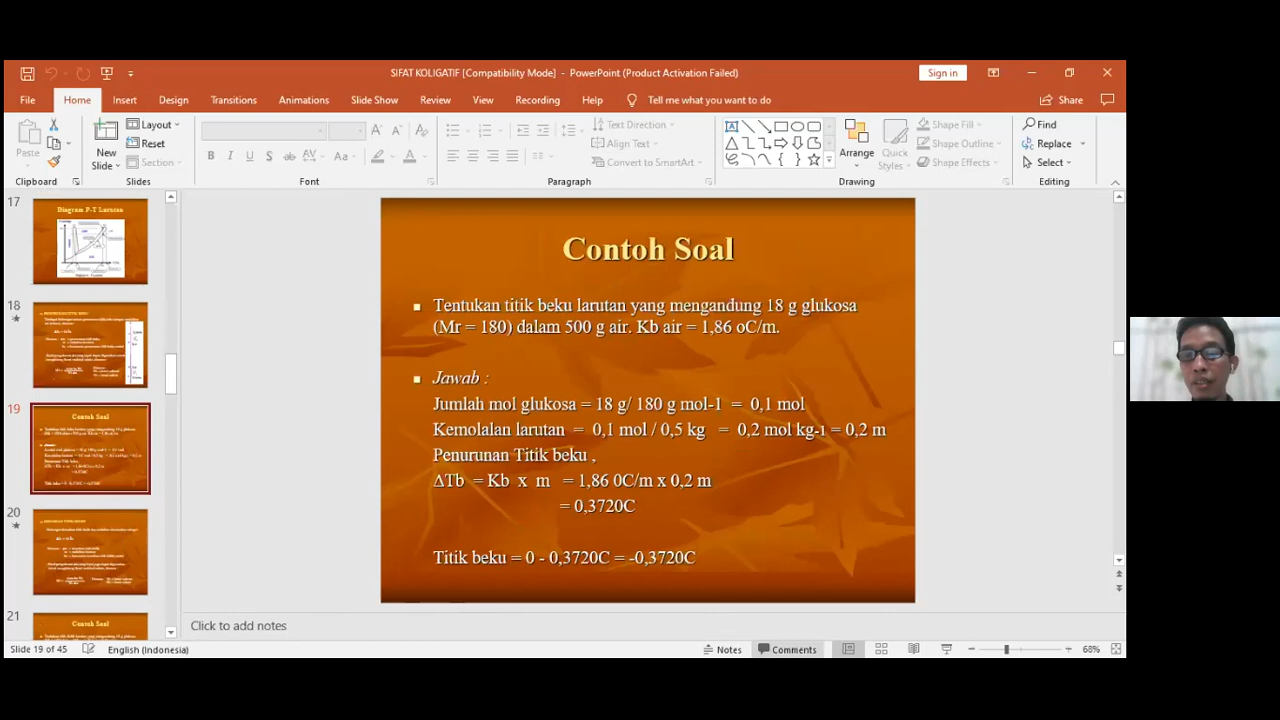 SIFAT KOLIGATIF [Compatibility Mode] - PowerPoint (Product Activation Failed)
Sign in
File Home Insert Design Transitions Animations Slide Show Review View Recording Help Tell me what you want to do Share
Paste
New Slide
Layout
Reset
Section
Text Direction
Align Text
Convert to SmartArt
Arrange
Quick Styles
Shape Fill
Shape Outline
Shape Effects
Find
Replace
Select
Clipboard Slides Font Paragraph Drawing Editing
17
Diagram P-T Larutan
18
19
Contoh Soal
20
21
Contoh Soal
Contoh Soal
Tentukan titik beku larutan yang mengandung 18 g glukosa
(Mr = 180) dalam 500 g air. Kb air = 1,86 oC/m.
Jawab :
Jumlah mol glukosa = 18 g/ 180 g mol-1 = 0,1 mol
Kemolalan larutan = 0,1 mol / 0,5 kg = 0,2 mol kg-1 = 0,2 m
Penurunan Titik beku ,
ΔTb = Kb x m = 1,86 0C/m x 0,2 m
= 0,3720C
Titik beku = 0 - 0,3720C = -0,3720C
Click to add notes
Slide 19 of 45 English (Indonesia) Notes Comments 68%